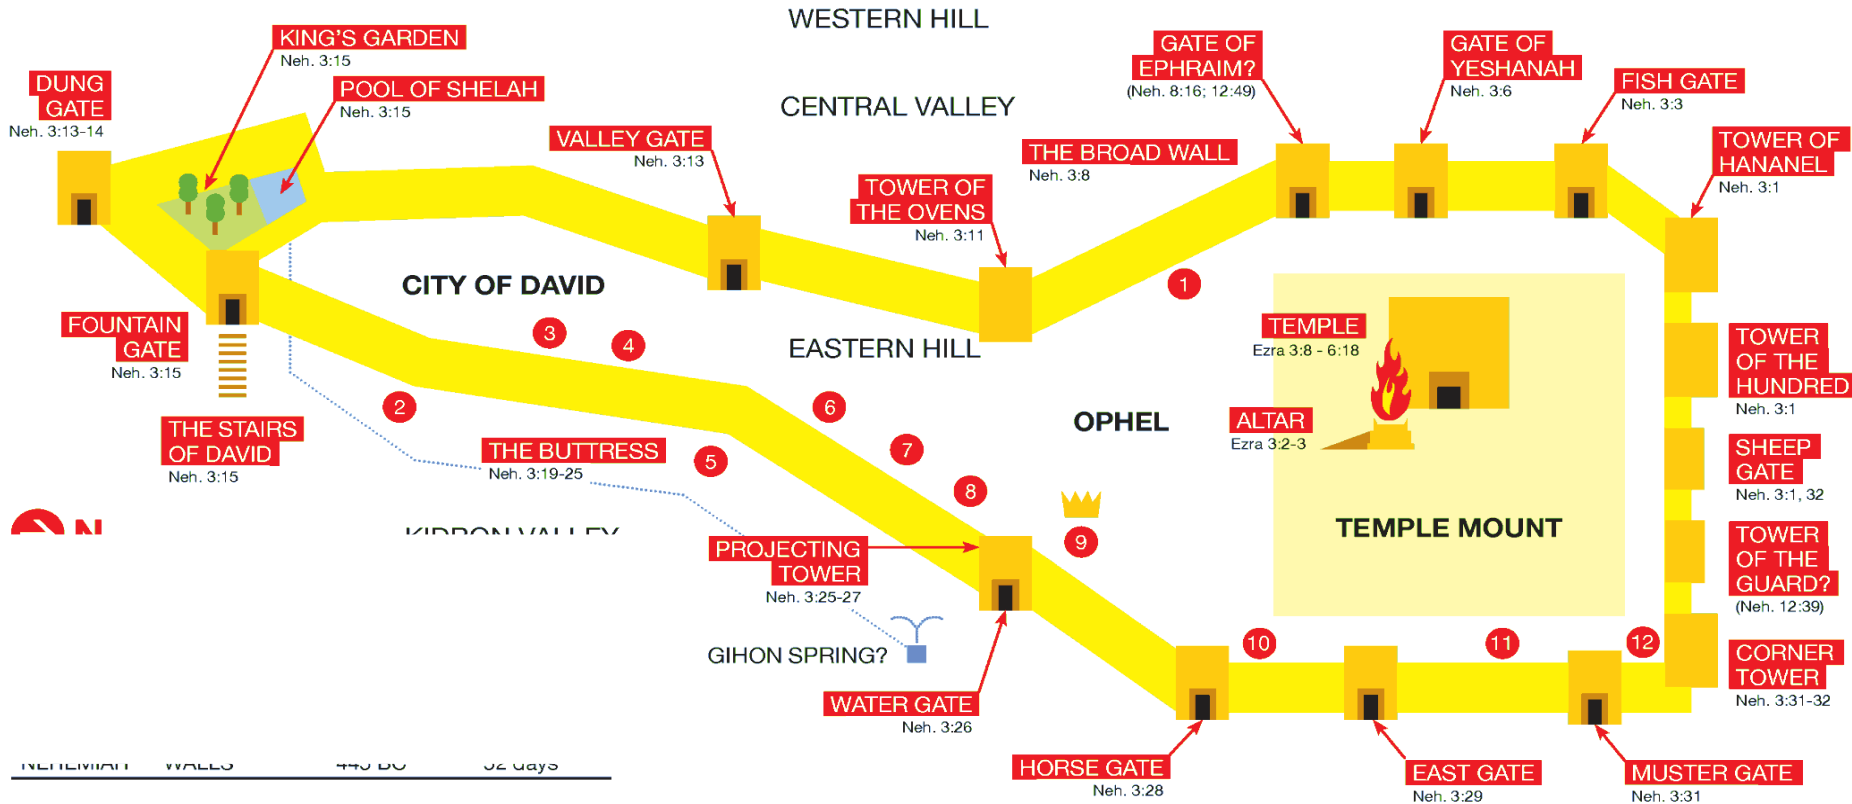 WESTERN HILL
KING'S GARDEN
Neh. 3:15
GATE OF
EPHRAIM?
(Neh. 8:16; 12:49)
GATE OF
YESHANAH
Neh. 3:6
FISH GATE
Neh. 3:3
DUNG
GATE
Neh. 3:13-14
POOL OF SHELAH
Neh. 3:15
CENTRAL VALLEY
VALLEY GATE
Neh. 3:13
THE BROAD WALL
Neh. 3:8
TOWER OF
HANANEL
Neh. 3:1
TOWER OF
THE OVENS
Neh. 3:11
CITY OF DAVID
1
FOUNTAIN
GATE
Neh. 3:15
3
4
EASTERN HILL
TEMPLE
Ezra 3:8 - 6:18
TOWER
OF THE
HUNDRED
Neh. 3:1
2
6
OPHEL
ALTAR
Ezra 3:2-3
THE STAIRS
OF DAVID
Neh. 3:15
THE BUTTRESS
Neh. 3:19-25
5
7
8
SHEEP
GATE
Neh. 3:1, 32
N
KIDRON VALLEY
9
TEMPLE MOUNT
PROJECTING
TOWER
Neh. 3:25-27
TOWER
OF THE
GUARD?
(Neh. 12:39)
GIHON SPRING?
10
11
12
CORNER
TOWER
Neh. 3:31-32
WATER GATE
Neh. 3:26
HORSE GATE
Neh. 3:28
EAST GATE
Neh. 3:29
MUSTER GATE
Neh. 3:31
NEHEMIAH WALLS 445 BC 52 days